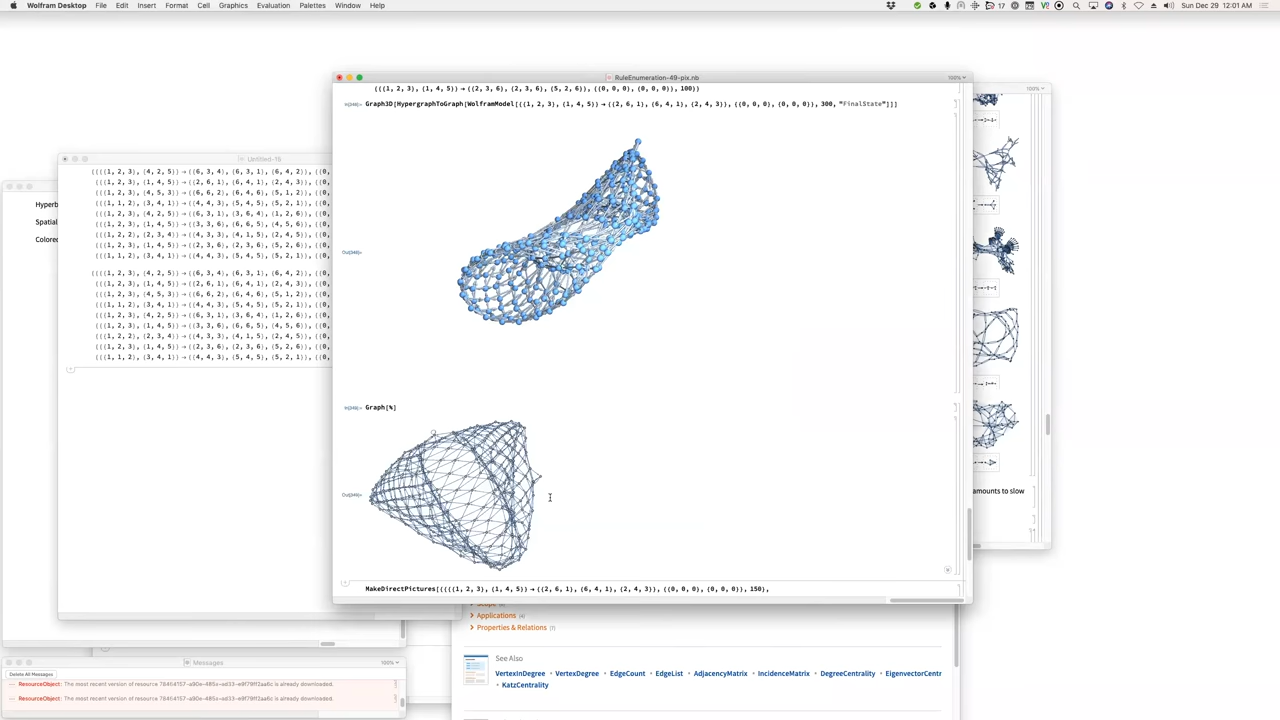 Wolfram Desktop File Edit Insert Format Cell Graphics Evaluation Palettes Window Help
17
Sun Dec 29 12:01 AM
RuleEnumeration-49-pix.nb
100%
(((1, 2, 3), (1, 4, 5)) → ((2, 3, 6), (2, 3, 6), (5, 2, 6)), ((0, 0, 0), (0, 0, 0)), 100))
Graph3D[HypergraphToGraph[WolframModel[((1, 2, 3), (1, 4, 5)) → ((2, 6, 1), (6, 4, 1), (2, 4, 3)), ((0, 0, 0), (0, 0, 0)), 300, "FinalState"]]]
Graph[%]
MakeDirectPictures[((((1, 2, 3), (1, 4, 5)) → ((2, 6, 1), (6, 4, 1), (2, 4, 3)), ((0, 0, 0), (0, 0, 0)), 150),
Untitled-16
((((1, 2, 3), (4, 2, 5)) → ((6, 3, 4), (6, 3, 1), (6, 4, 2)), ((0,
(((1, 2, 3), (1, 4, 5)) → ((2, 6, 1), (6, 4, 1), (2, 4, 3)), ((0,
(((1, 2, 3), (4, 5, 3)) → ((6, 6, 2), (6, 4, 6), (5, 1, 2)), ((0,
(((1, 1, 2), (3, 4, 1)) → ((4, 4, 3), (5, 4, 5), (5, 2, 1)), ((0,
(((1, 2, 3), (4, 2, 5)) → ((6, 3, 1), (3, 6, 4), (1, 2, 6)), ((0,
(((1, 2, 3), (1, 4, 5)) → ((3, 3, 6), (6, 6, 5), (4, 5, 6)), ((0,
(((1, 2, 2), (2, 3, 4)) → ((4, 3, 3), (4, 1, 5), (2, 4, 5)), ((0,
(((1, 2, 3), (1, 4, 5)) → ((2, 3, 6), (2, 3, 6), (5, 2, 6)), ((0,
(((1, 1, 2), (3, 4, 1)) → ((4, 4, 3), (5, 4, 5), (5, 2, 1)), ((0,
((((1, 2, 3), (4, 2, 5)) → ((6, 3, 4), (6, 3, 1), (6, 4, 2)), ((0,
(((1, 2, 3), (1, 4, 5)) → ((2, 6, 1), (6, 4, 1), (2, 4, 3)), ((0,
(((1, 2, 3), (4, 5, 3)) → ((6, 6, 2), (6, 4, 6), (5, 1, 2)), ((0,
(((1, 1, 2), (3, 4, 1)) → ((4, 4, 3), (5, 4, 5), (5, 2, 1)), ((0,
(((1, 2, 3), (4, 2, 5)) → ((6, 3, 1), (3, 6, 4), (1, 2, 6)), ((0,
(((1, 2, 3), (1, 4, 5)) → ((3, 3, 6), (6, 6, 5), (4, 5, 6)), ((0,
(((1, 2, 2), (2, 3, 4)) → ((4, 3, 3), (4, 1, 5), (2, 4, 5)), ((0,
(((1, 2, 3), (1, 4, 5)) → ((2, 3, 6), (2, 3, 6), (5, 2, 6)), ((0,
(((1, 1, 2), (3, 4, 1)) → ((4, 4, 3), (5, 4, 5), (5, 2, 1)), ((0,
Hyperb
Spatial
Colored
100%
amounts to slow
Applications (4)
Properties & Relations (1)
See Also
VertexInDegree • VertexDegree • EdgeCount • EdgeList • AdjacencyMatrix • IncidenceMatrix • DegreeCentrality • EigenvectorCentr
• KatzCentrality
Messages
100%
Delete All Messages
ResourceObject: The most recent version of resource
is already downloaded.
ResourceObject: The most recent version of resource
is already downloaded.